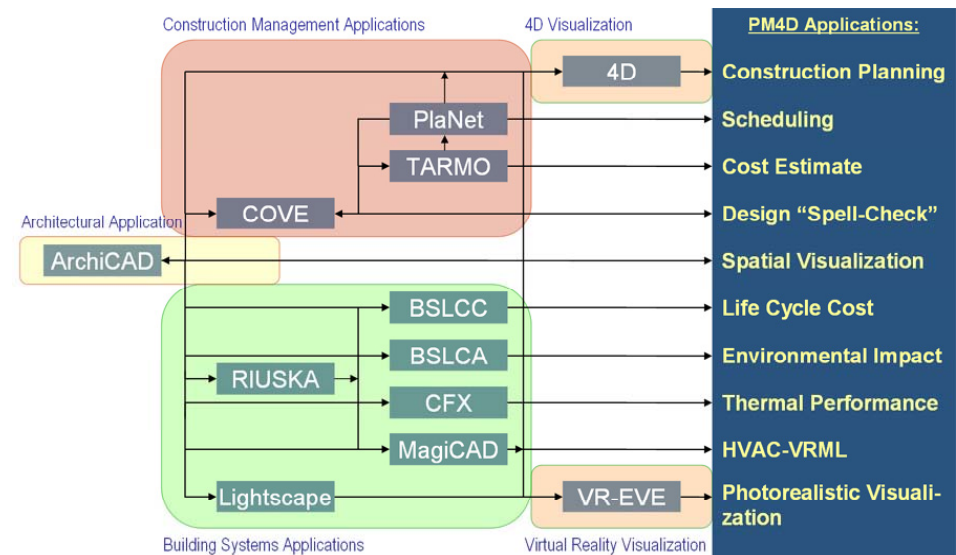 Construction Management Applications
4D Visualization
PM4D Applications:
4D
Construction Planning
PlaNet
Scheduling
TARMO
Cost Estimate
COVE
Design “Spell-Check”
Architectural Application
ArchiCAD
Spatial Visualization
BSLCC
Life Cycle Cost
BSLCA
Environmental Impact
RIUSKA
CFX
Thermal Performance
MagiCAD
HVAC-VRML
Lightscape
VR-EVE
Photorealistic Visuali-
zation
Building Systems Applications
Virtual Reality Visualization